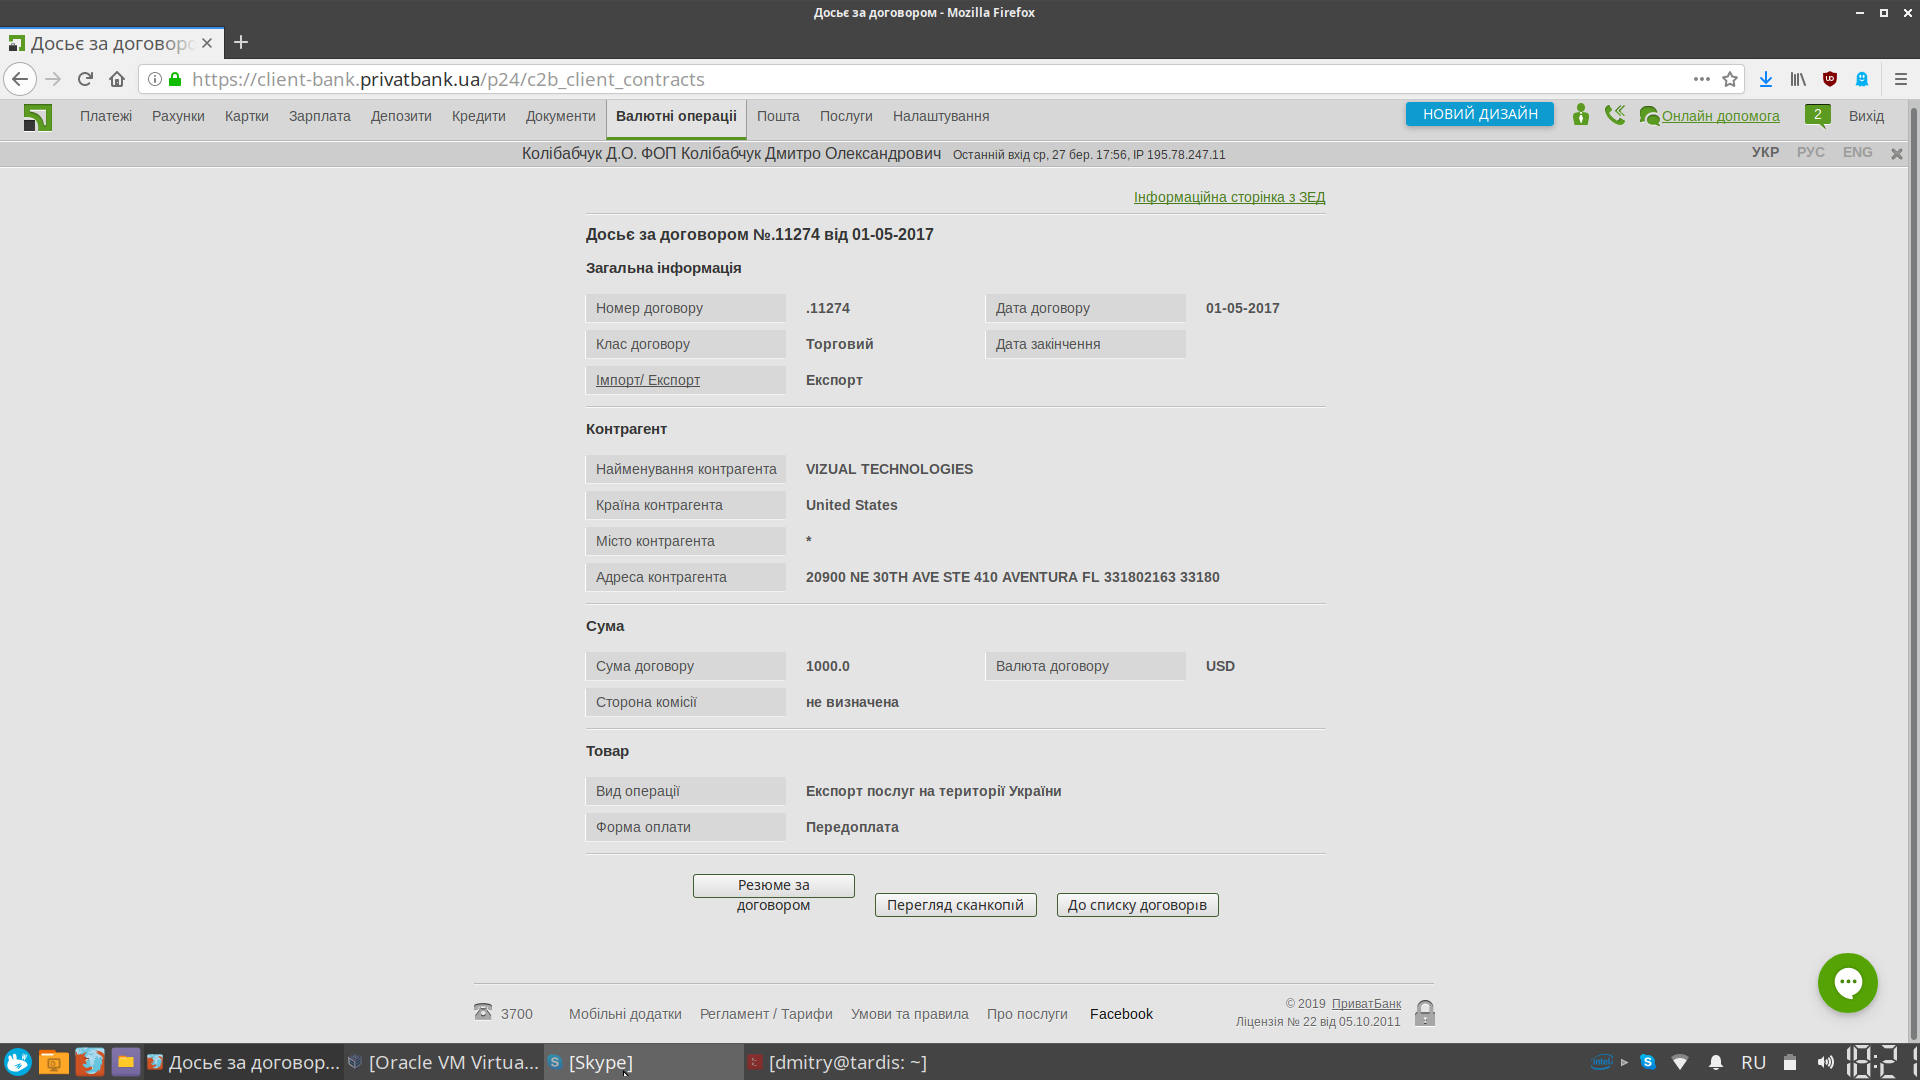 Досьє за договором - Mozilla Firefox
Досьє за договор
https://client-bank.privatbank.ua/p24/c2b_client_contracts
Платежі Рахунки Картки Зарплата Депозити Кредити Документи Валютні операції Пошта Послуги Налаштування НОВИЙ ДИЗАЙН Онлайн допомога 2 Вихід
Колібабчук Д.О. ФОП Колібабчук Дмитро Олександрович Останній вхід ср, 27 бер. 17:56, IP 195.78.247.11 УКР РУС ENG
Інформаційна сторінка з ЗЕД
Досьє за договором №.11274 від 01-05-2017
Загальна інформація
Номер договору .11274 Дата договору 01-05-2017
Клас договору Торговий Дата закінчення
Імпорт/ Експорт Експорт
Контрагент
Найменування контрагента VIZUAL TECHNOLOGIES
Країна контрагента United States
Місто контрагента *
Адреса контрагента 20900 NE 30TH AVE STE 410 AVENTURA FL 331802163 33180
Сума
Сума договору 1000.0 Валюта договору USD
Сторона комісії не визначена
Товар
Вид операції Експорт послуг на території України
Форма оплати Передоплата
Резюме за
договором Перегляд сканкопій До списку договорів
3700 Мобільні додатки Регламент / Тарифи Умови та правила Про послуги Facebook
© 2019 ПриватБанк
Ліцензія № 22 від 05.10.2011
Досьє за договор... [Oracle VM Virtua... [Skype] [dmitry@tardis: ~] intel RU 18:21